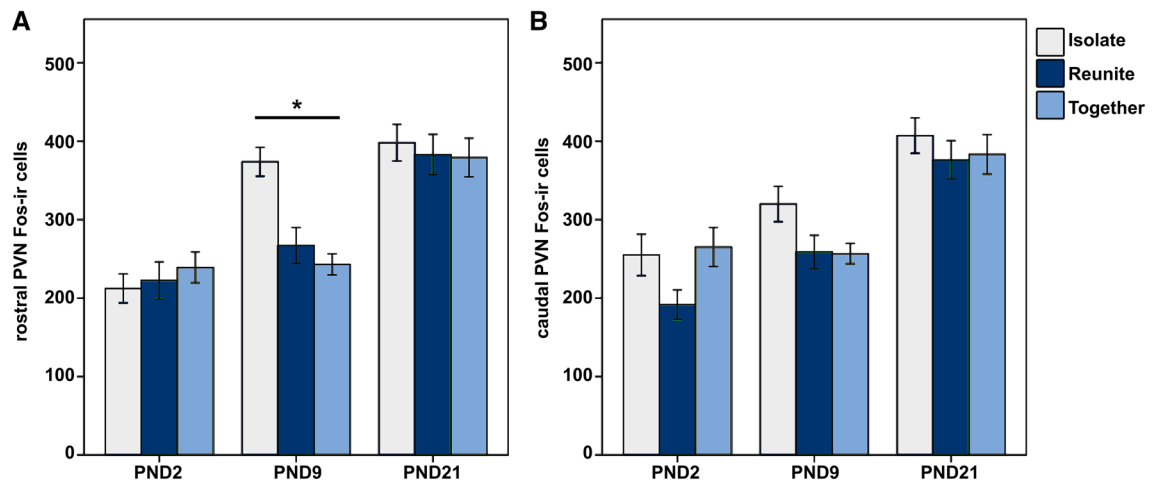 A
rostral PVN Fos-ir cells
500
400
300
200
100
0
*
PND2 PND9 PND21
B
caudal PVN Fos-ir cells
500
400
300
200
100
0
PND2 PND9 PND21
Isolate
Reunite
Together